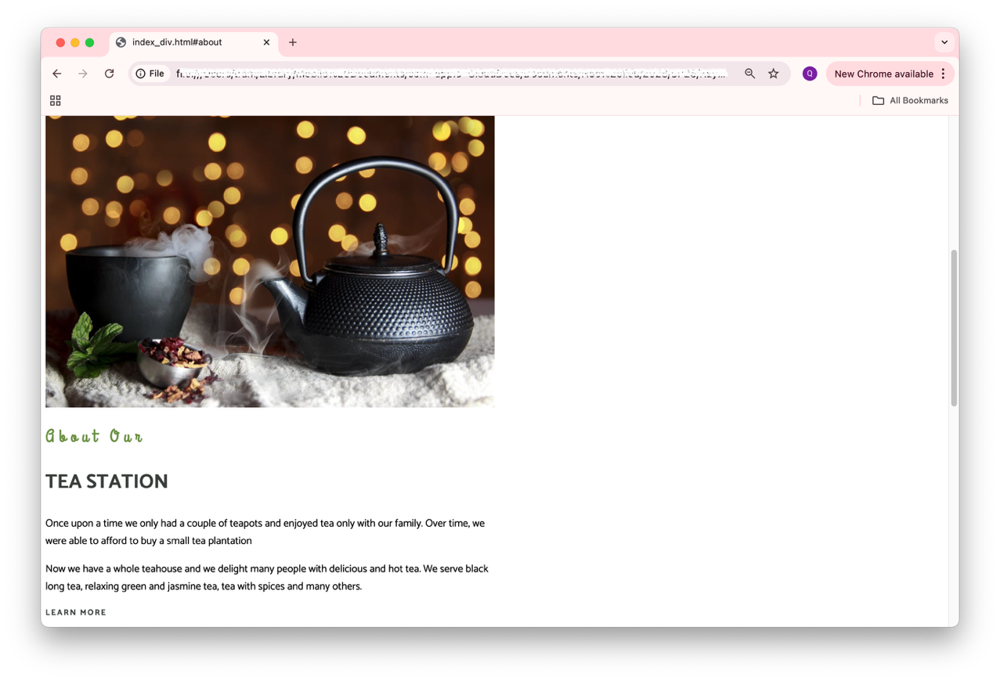 index_div.html#about
File
New Chrome available
All Bookmarks
About Our
TEA STATION
Once upon a time we only had a couple of teapots and enjoyed tea only with our family. Over time, we
were able to afford to buy a small tea plantation
Now we have a whole teahouse and we delight many people with delicious and hot tea. We serve black
long tea, relaxing green and jasmine tea, tea with spices and many others.
LEARN MORE